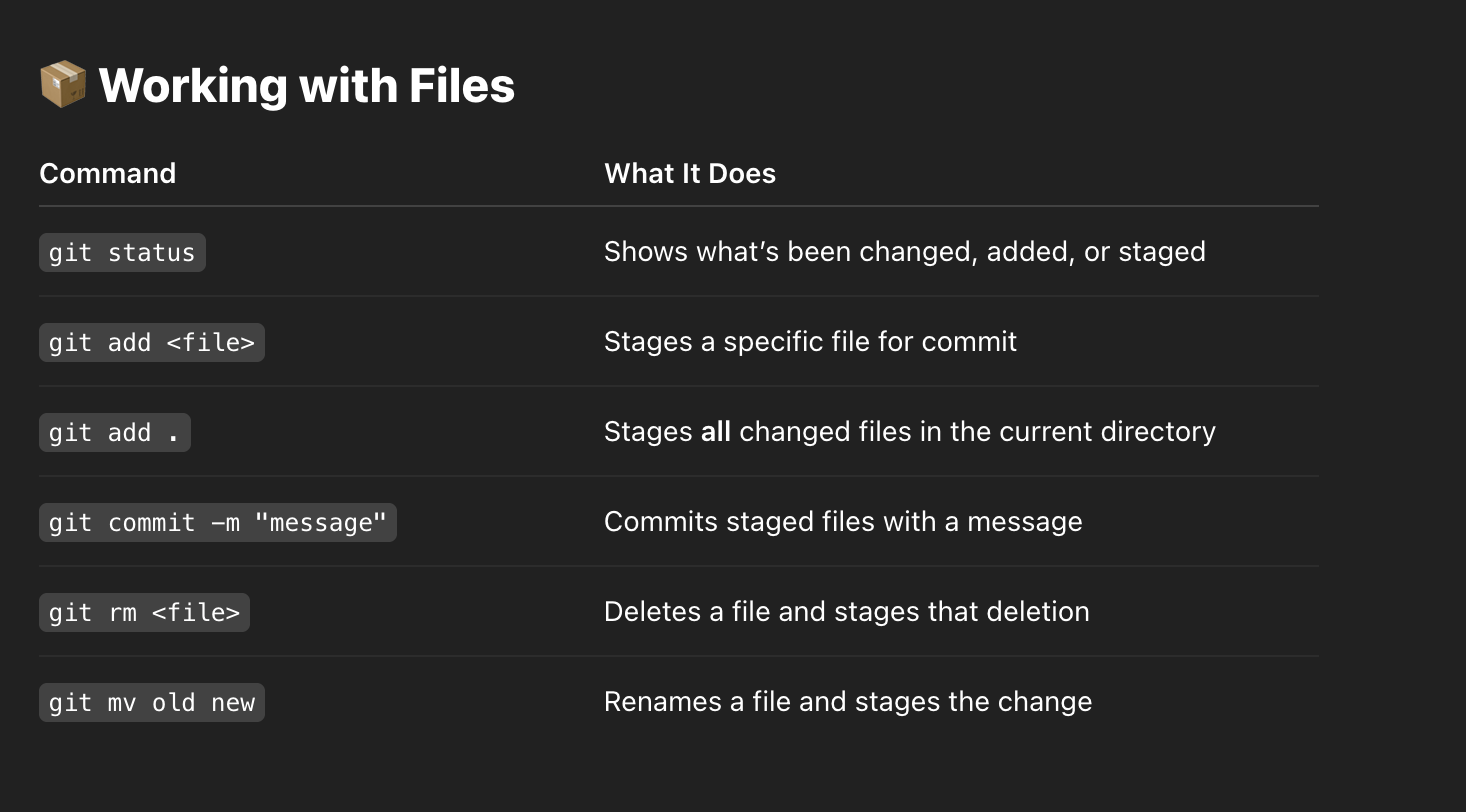 📦 Working with Files
Command What It Does
git status Shows what’s been changed, added, or staged
git add <file> Stages a specific file for commit
git add . Stages all changed files in the current directory
git commit -m "message" Commits staged files with a message
git rm <file> Deletes a file and stages that deletion
git mv old new Renames a file and stages the change